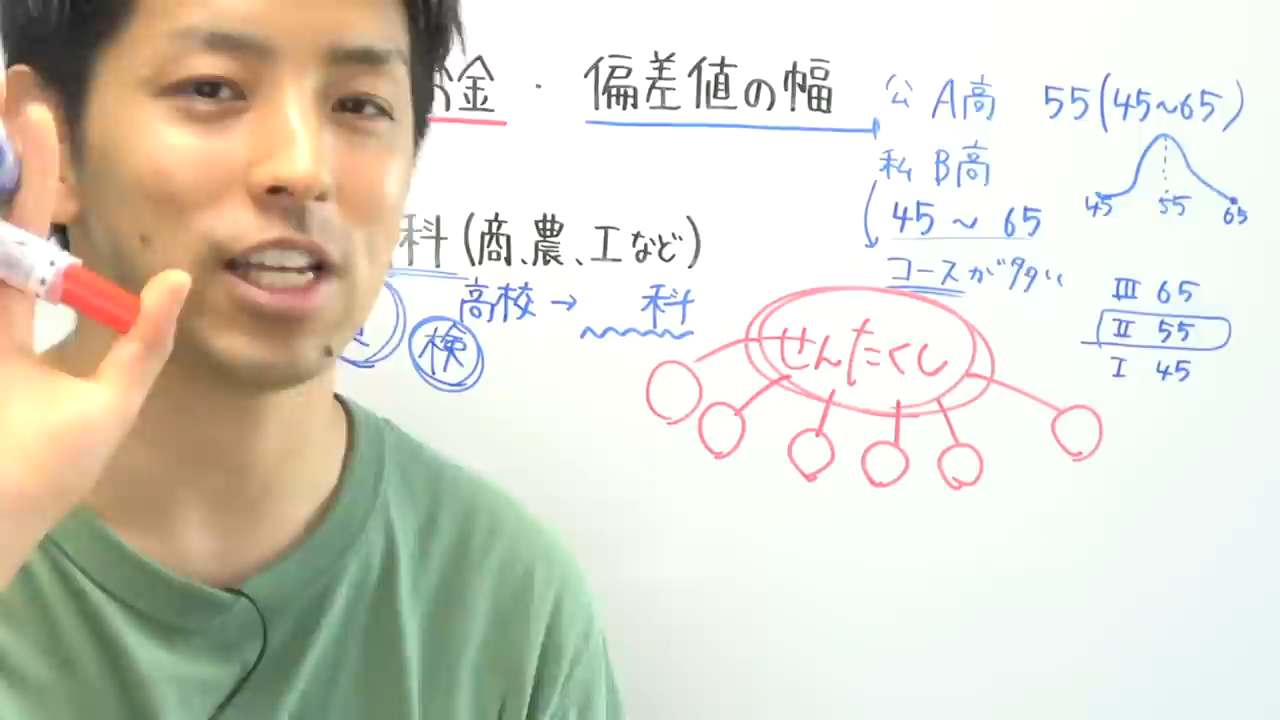 金・偏差値の幅
公 A高 55(45~65)
私 B高
45 ~ 65
コースが多い
45 55 65
科(商、農、工など)
高校→ 科
検
せんたくし
III 65
II 55
I 45